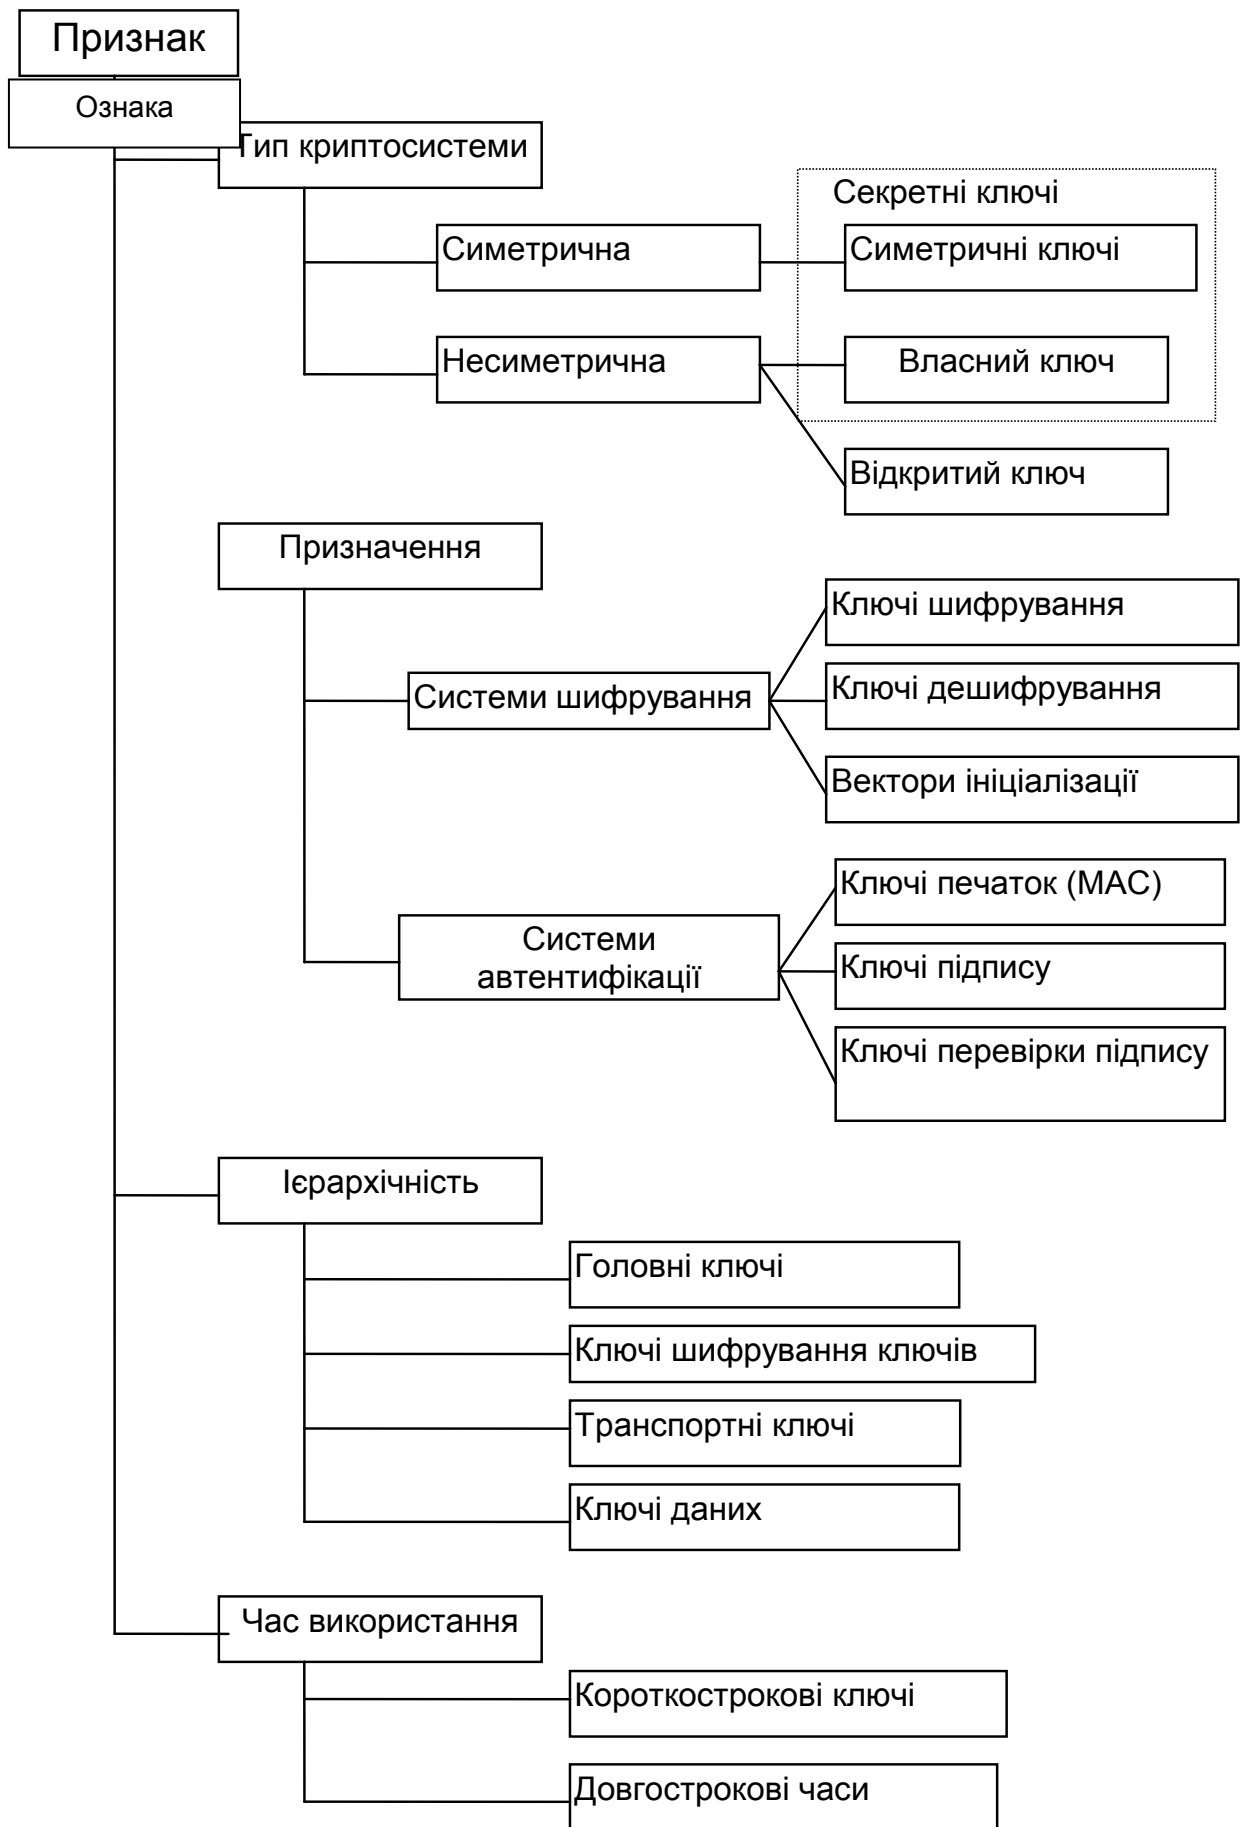 Признак
Ознака
Тип криптосистеми
Секретні ключі
Симетрична
Симетричні ключі
Несиметрична
Власний ключ
Відкритий ключ
Призначення
Ключі шифрування
Системи шифрування
Ключі дешифрування
Вектори ініціалізації
Ключі печаток (МАС)
Системи
автентифікації
Ключі підпису
Ключі перевірки підпису
Ієрархічність
Головні ключі
Ключі шифрування ключів
Транспортні ключі
Ключі даних
Час використання
Короткострокові ключі
Довгострокові часи